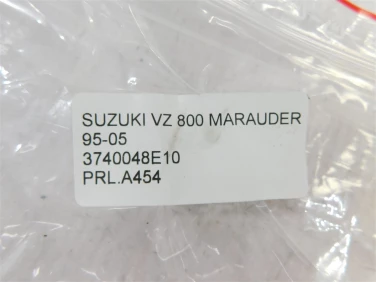 SUZUKI VZ 800 MARAUDER
95-05
3740048E10
PRL.A454